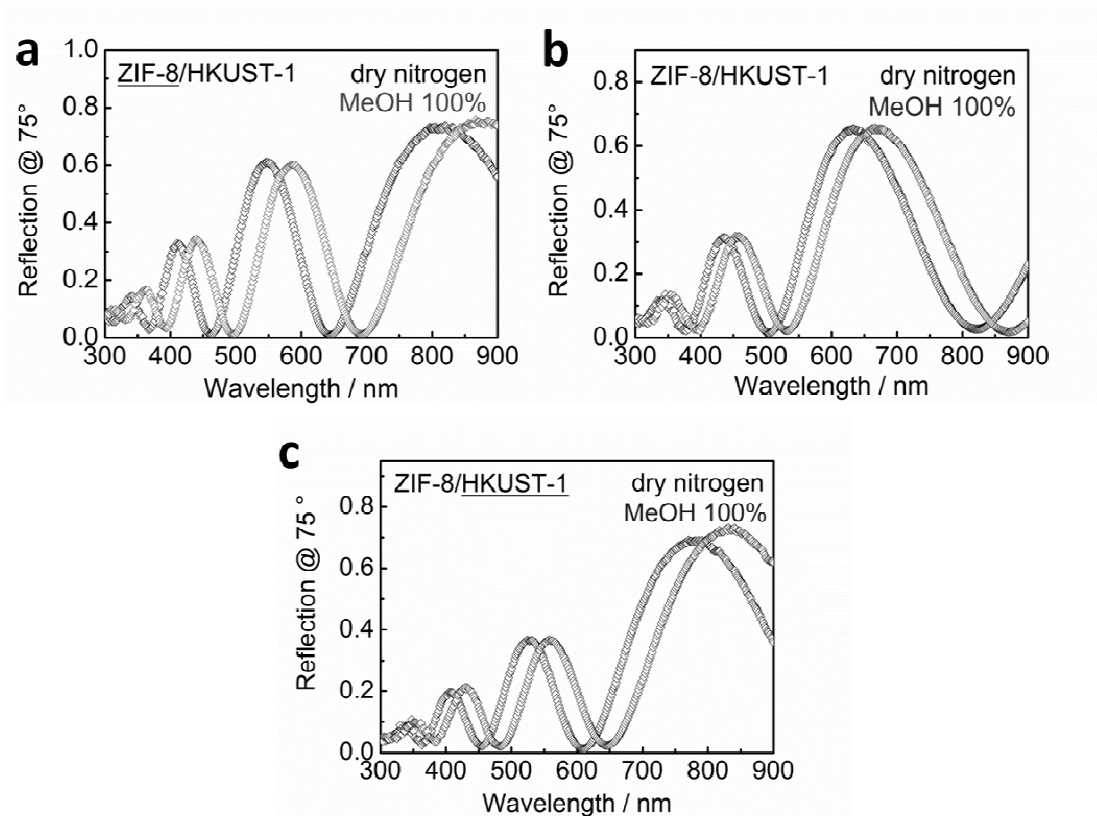 a
ZIF-8/HKUST-1
dry nitrogen
MeOH 100%
Reflection @ 75°
1.0
0.8
0.6
0.4
0.2
0.0
300 400 500 600 700 800 900
Wavelength / nm
b
ZIF-8/HKUST-1
dry nitrogen
MeOH 100%
Reflection @ 75°
0.8
0.6
0.4
0.2
0.0
300 400 500 600 700 800 900
Wavelength / nm
c
ZIF-8/HKUST-1
dry nitrogen
MeOH 100%
Reflection @ 75 °
0.8
0.6
0.4
0.2
0.0
300 400 500 600 700 800 900
Wavelength / nm